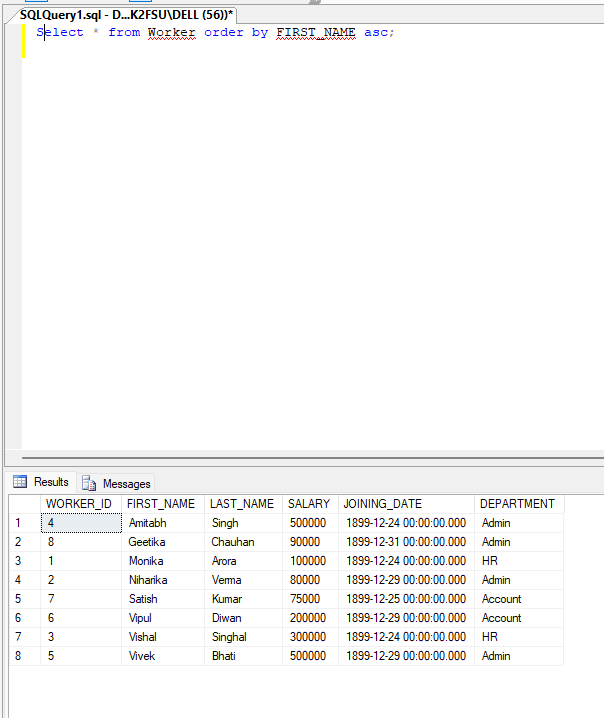 SQLQuery1.sql - D...K2FSU\DELL (56))*
Select * from Worker order by FIRST_NAME asc;
Results Messages
WORKER_ID FIRST_NAME LAST_NAME SALARY JOINING_DATE DEPARTMENT
1 4 Amitabh Singh 500000 1899-12-24 00:00:00.000 Admin
2 8 Geetika Chauhan 90000 1899-12-31 00:00:00.000 Admin
3 1 Monika Arora 100000 1899-12-24 00:00:00.000 HR
4 2 Niharika Verma 80000 1899-12-29 00:00:00.000 Admin
5 7 Satish Kumar 75000 1899-12-25 00:00:00.000 Account
6 6 Vipul Diwan 200000 1899-12-29 00:00:00.000 Account
7 3 Vishal Singhal 300000 1899-12-24 00:00:00.000 HR
8 5 Vivek Bhati 500000 1899-12-29 00:00:00.000 Admin